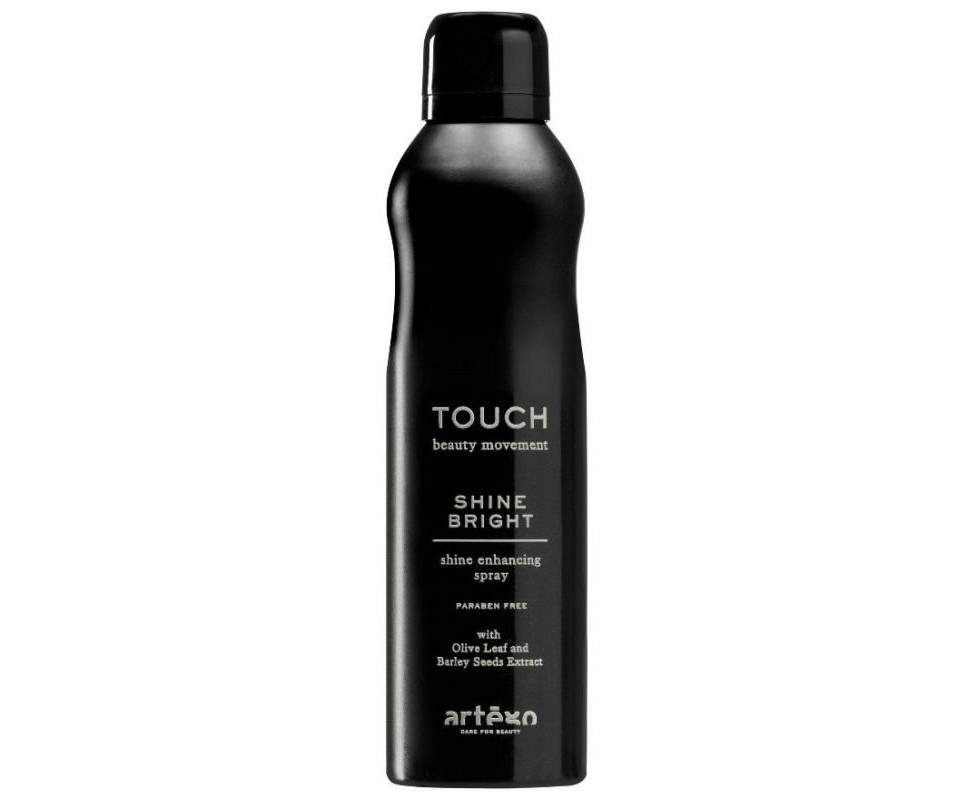 TOUCH
beauty movement
SHINE
BRIGHT
shine enhancing
spray
PARABEN FREE
with
Olive Leaf and
Barley Seeds Extract
artēgo
CARE FOR BEAUTY